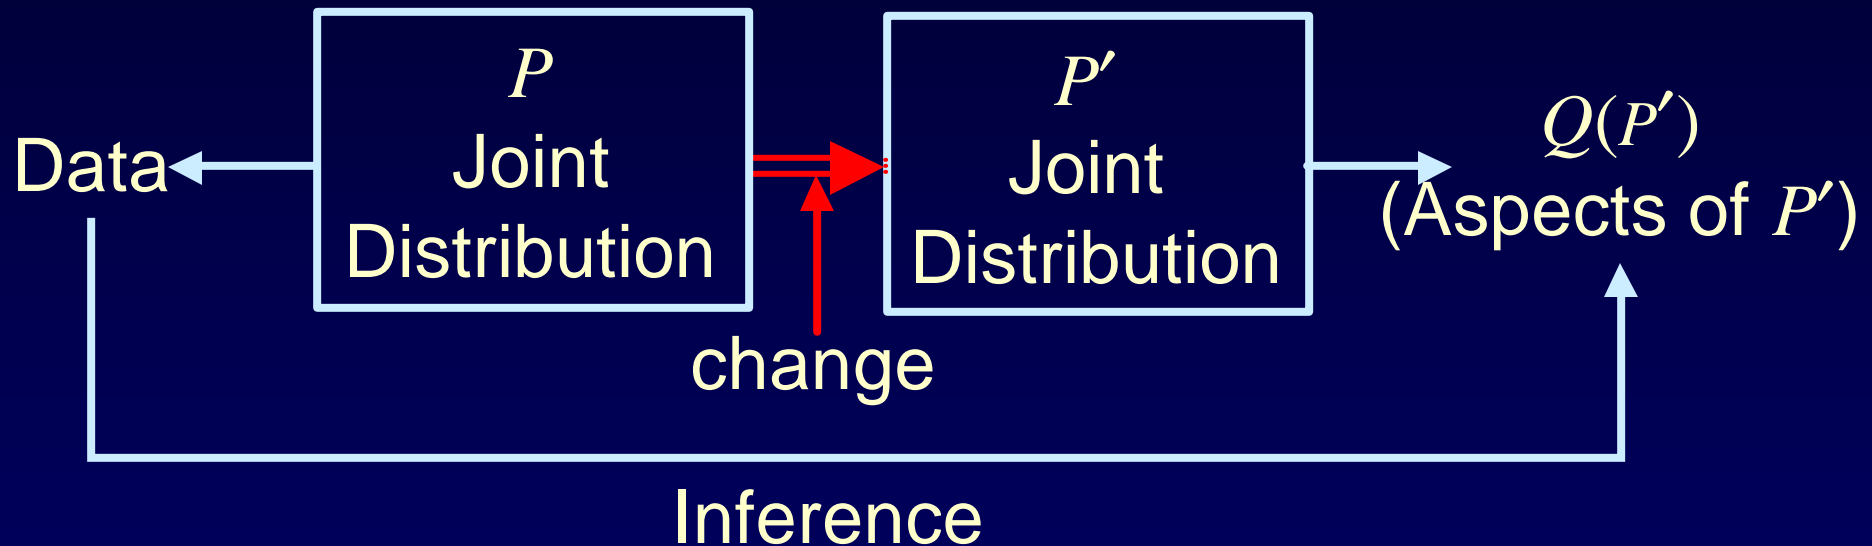 Data
P
Joint
Distribution
P′
Joint
Distribution
Q(P′)
(Aspects of P′)
change
Inference